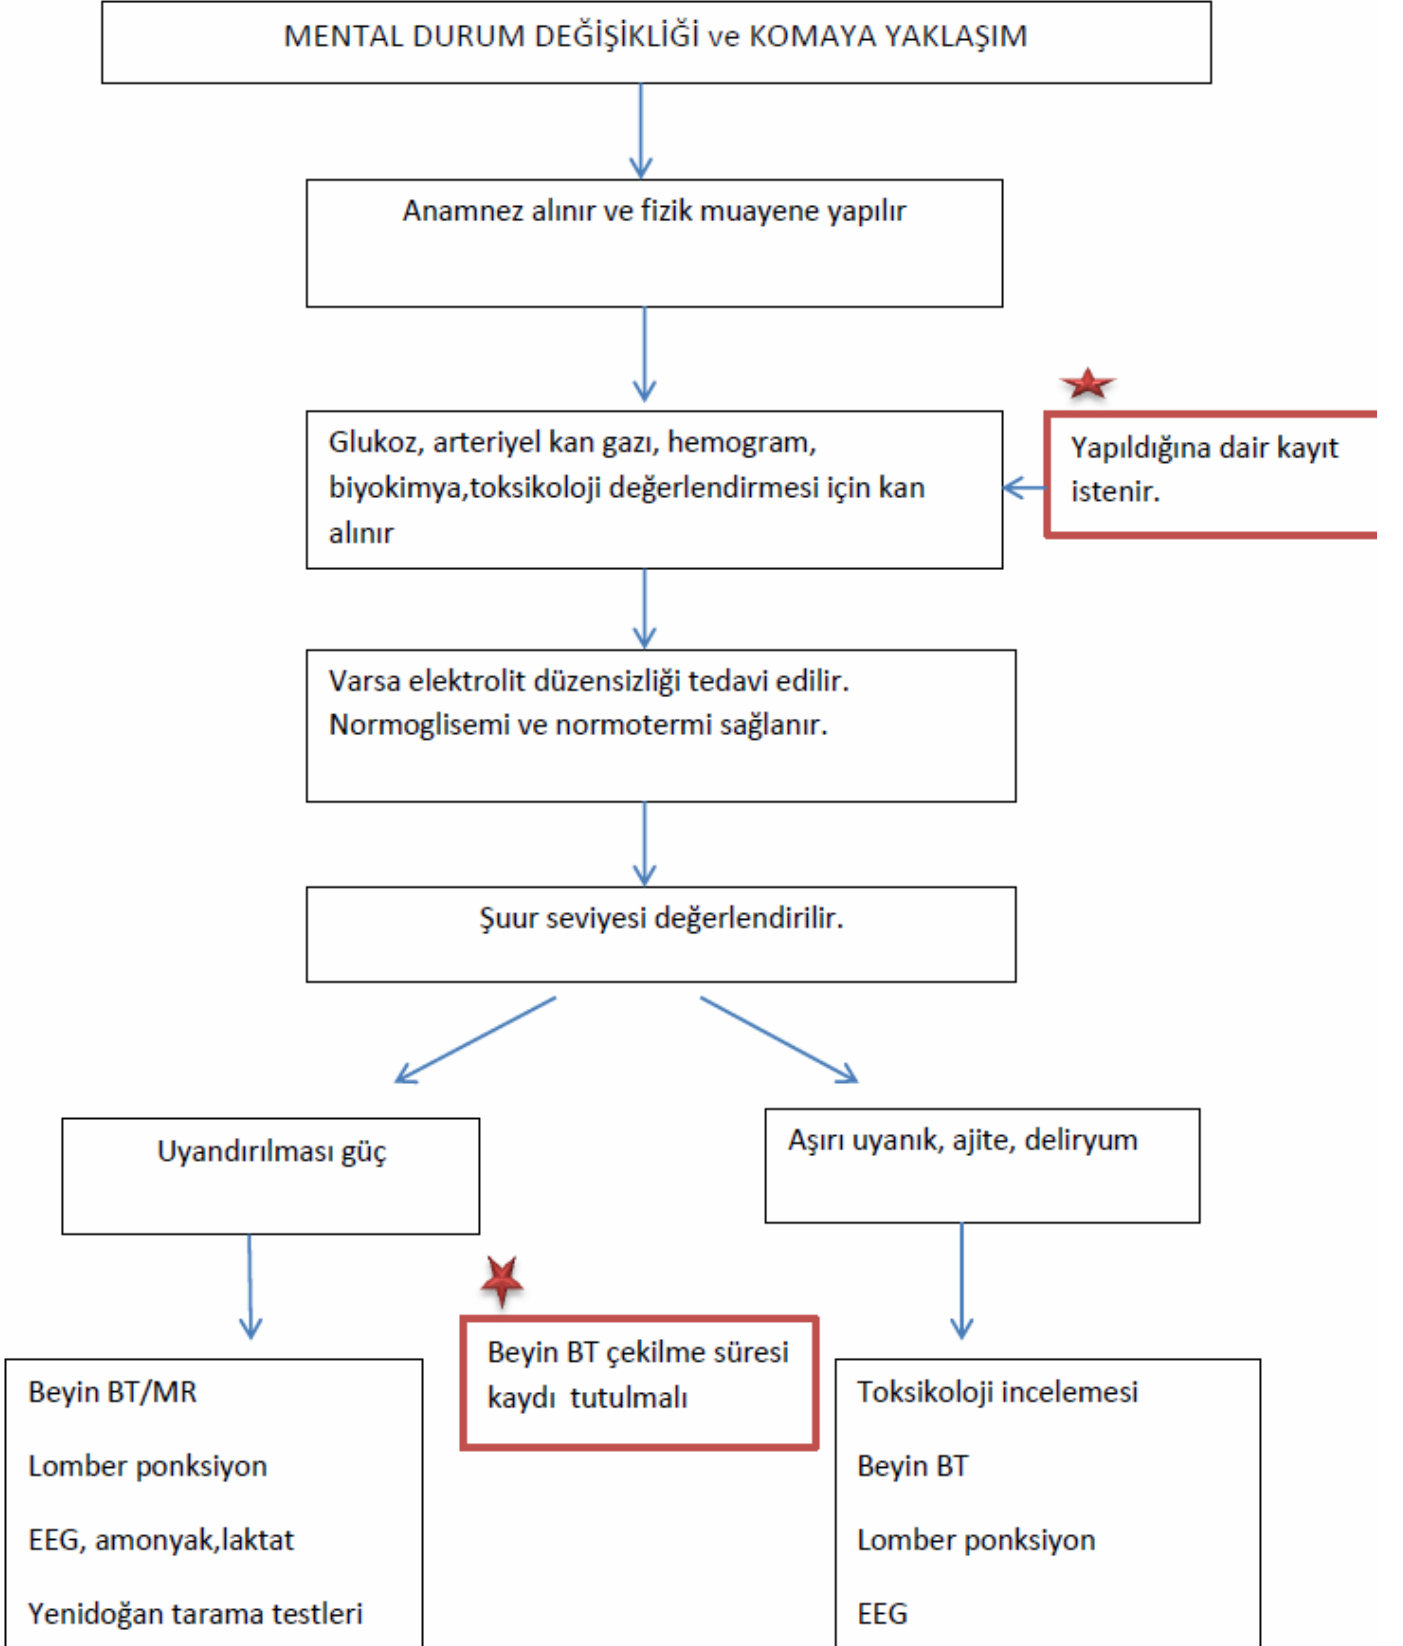 MENTAL DURUM DEĞİŞİKLİĞİ ve KOMAYA YAKLAŞIM
Anamnez alınır ve fizik muayene yapılır
Glukoz, arteriyel kan gazı, hemogram,
biyokimya,toksikoloji değerlendirmesi için kan
alınır
Yapıldığına dair kayıt
istenir.
Varsa elektrolit düzensizliği tedavi edilir.
Normoglisemi ve normotermi sağlanır.
Şuur seviyesi değerlendirilir.
Uyandırılması güç
Aşırı uyanık, ajite, deliryum
Beyin BT/MR
Lomber ponksiyon
EEG, amonyak,laktat
Yenidoğan tarama testleri
Beyin BT çekilme süresi
kaydı  tutulmalı
Toksikoloji incelemesi
Beyin BT
Lomber ponksiyon
EEG